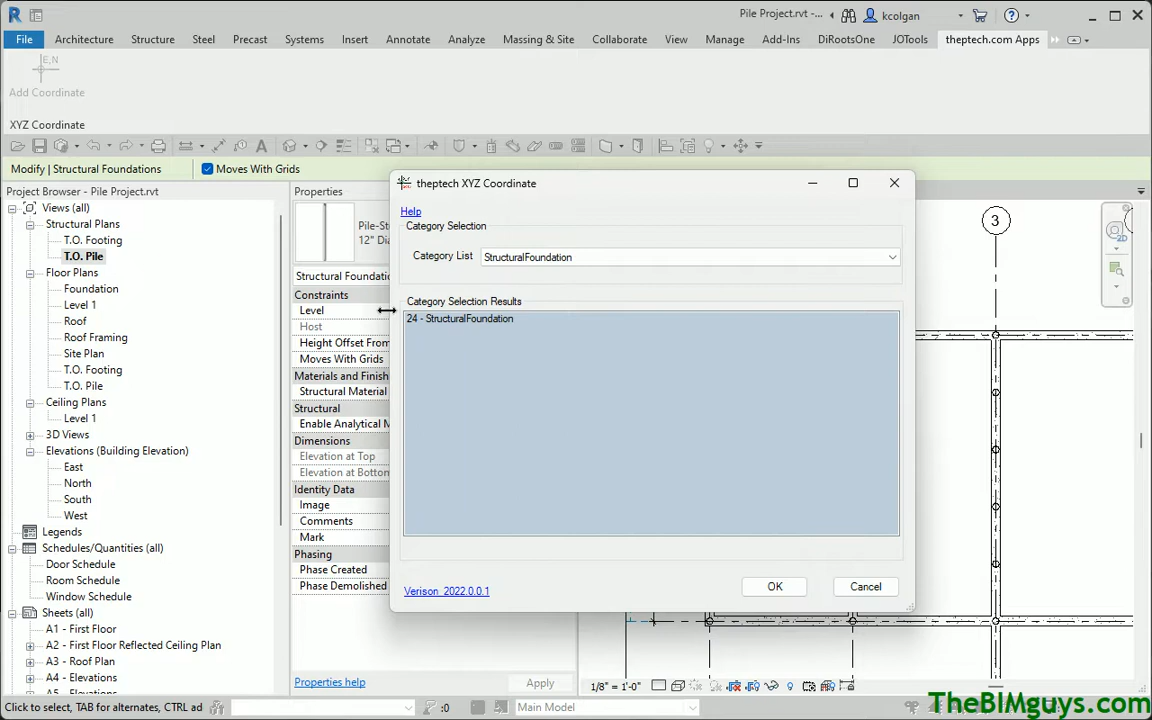 Pile Project.rvt -...
kcolgan
File
Architecture
Structure
Steel
Precast
Systems
Insert
Annotate
Analyze
Massing & Site
Collaborate
View
Manage
Add-Ins
DiRootsOne
JOTools
theptech.com Apps
E,N
Add Coordinate
XYZ Coordinate
Modify | Structural Foundations
Moves With Grids
Project Browser - Pile Project.rvt
Views (all)
Structural Plans
T.O. Footing
T.O. Pile
Floor Plans
Foundation
Level 1
Roof
Roof Framing
Site Plan
T.O. Footing
T.O. Pile
Ceiling Plans
Level 1
3D Views
Elevations (Building Elevation)
East
North
South
West
Legends
Schedules/Quantities (all)
Door Schedule
Room Schedule
Window Schedule
Sheets (all)
A1 - First Floor
A2 - First Floor Reflected Ceiling Plan
A3 - Roof Plan
A4 - Building Elevations
Properties
Pile-St
12" Dia
Structural Foundatio
Constraints
Level
Host
Height Offset From
Moves With Grids
Materials and Finish
Structural Material
Structural
Enable Analytical M
Dimensions
Elevation at Top
Elevation at Bottom
Identity Data
Image
Comments
Mark
Phasing
Phase Created
Phase Demolished
Properties help
Apply
theptech XYZ Coordinate
Help
Category Selection
Category List
StructuralFoundation
Category Selection Results
24 - StructuralFoundation
Verison 2022.0.0.1
OK
Cancel
3
2D
1/8" = 1'-0"
Click to select, TAB for alternates, CTRL ad
:0
Main Model
TheBIMguys.com